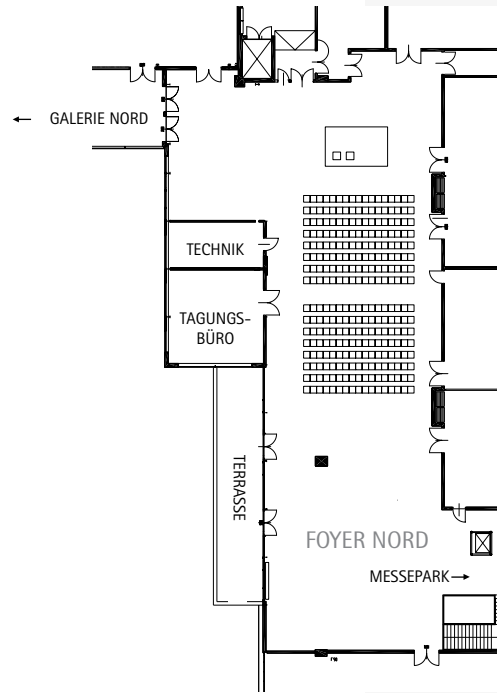 ← GALERIE NORD
TECHNIK
TAGUNGS-
BÜRO
TERRASSE
FOYER NORD
MESSEPARK→